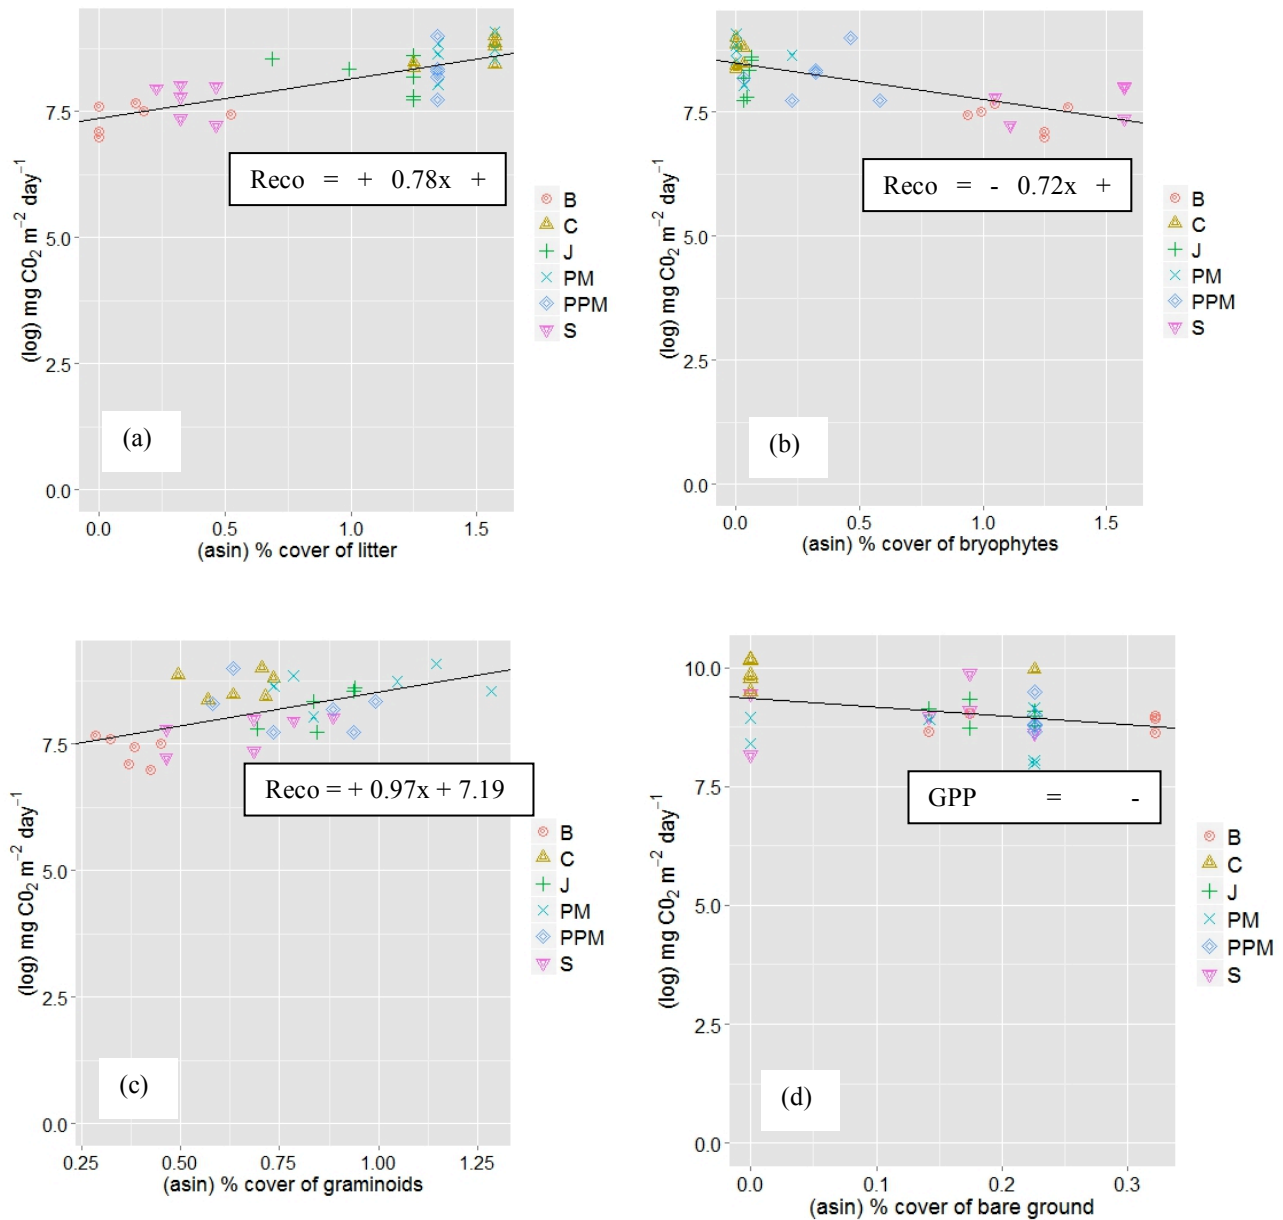 7.5
5.0
2.5
0.0
(log) mg C0₂ m⁻² day⁻¹
Reco = + 0.78x +
(a)
0.0 0.5 1.0 1.5
(asin) % cover of litter
B
C
J
PM
PPM
S
7.5
5.0
2.5
0.0
(log) mg C0₂ m⁻² day⁻¹
Reco = - 0.72x +
(b)
0.0 0.5 1.0 1.5
(asin) % cover of bryophytes
B
C
J
PM
PPM
S
7.5
5.0
2.5
0.0
(log) mg C0₂ m⁻² day⁻¹
Reco = + 0.97x + 7.19
(c)
0.25 0.50 0.75 1.00 1.25
(asin) % cover of graminoids
B
C
J
PM
PPM
S
10.0
7.5
5.0
2.5
0.0
(log) mg C0₂ m⁻² day⁻¹
GPP = -
(d)
0.0 0.1 0.2 0.3
(asin) % cover of bare ground
B
C
J
PM
PPM
S